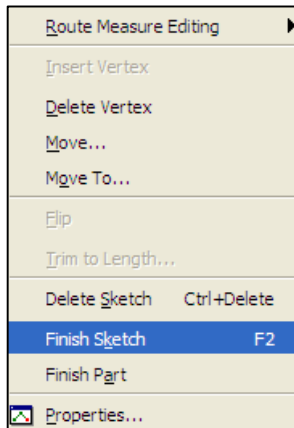 Route Measure Editing
Insert Vertex
Delete Vertex
Move...
Move To...
Flip
Trim to Length...
Delete Sketch Ctrl+Delete
Finish Sketch F2
Finish Part
Properties...